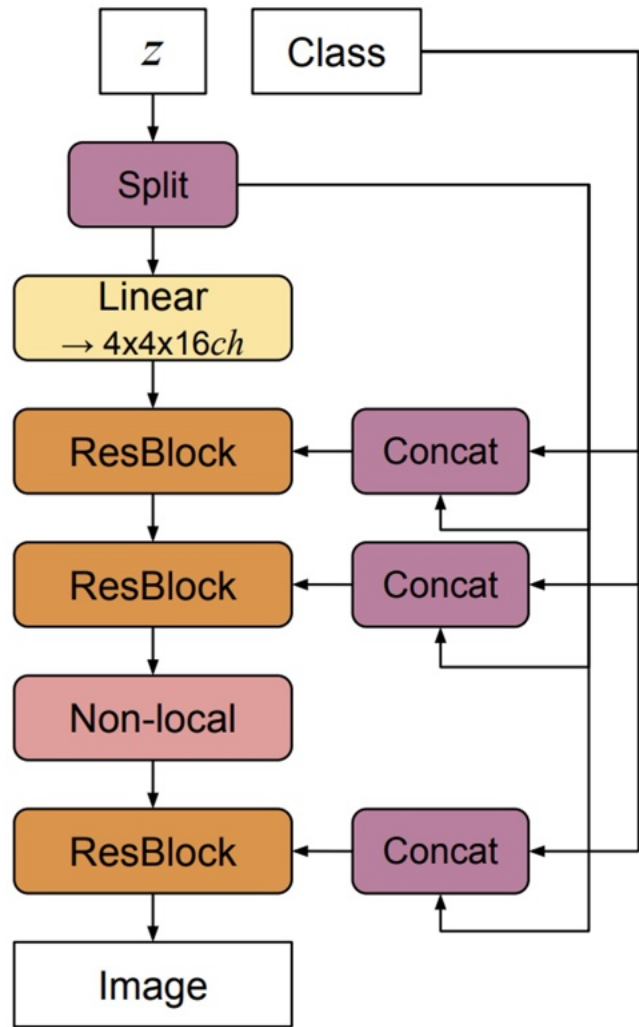 z
Class
Split
Linear
→ 4x4x16ch
ResBlock
Concat
ResBlock
Concat
Non-local
ResBlock
Concat
Image